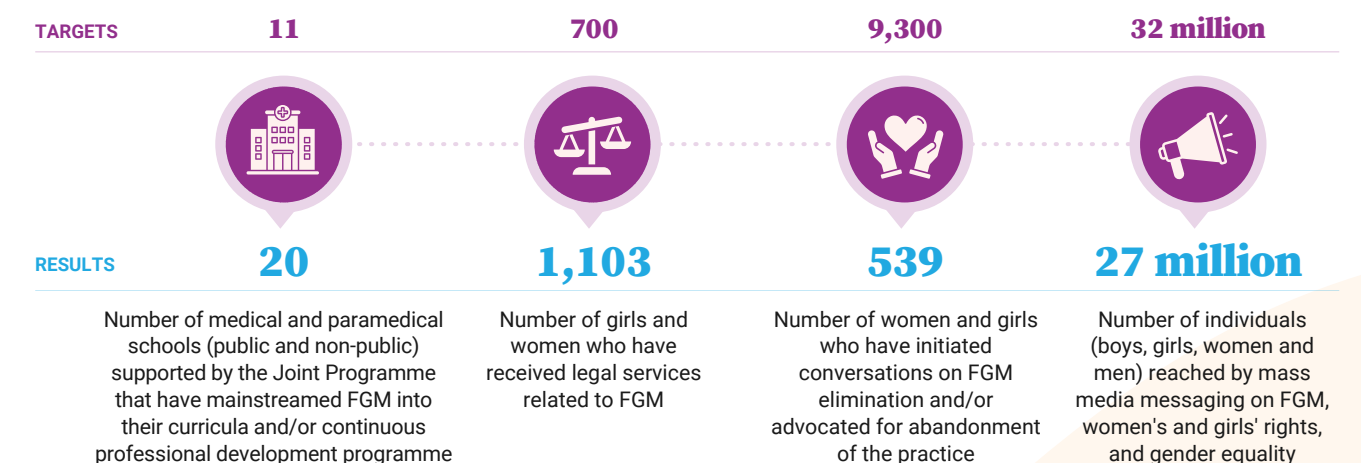 TARGETS 11 700 9,300 32 million
RESULTS 20 1,103 539 27 million
Number of medical and paramedical
schools (public and non-public)
supported by the Joint Programme
that have mainstreamed FGM into
their curricula and/or continuous
professional development programme
Number of girls and
women who have
received legal services
related to FGM
Number of women and girls
who have initiated
conversations on FGM
elimination and/or
advocated for abandonment
of the practice
Number of individuals
(boys, girls, women and
men) reached by mass
media messaging on FGM,
women's and girls' rights,
and gender equality